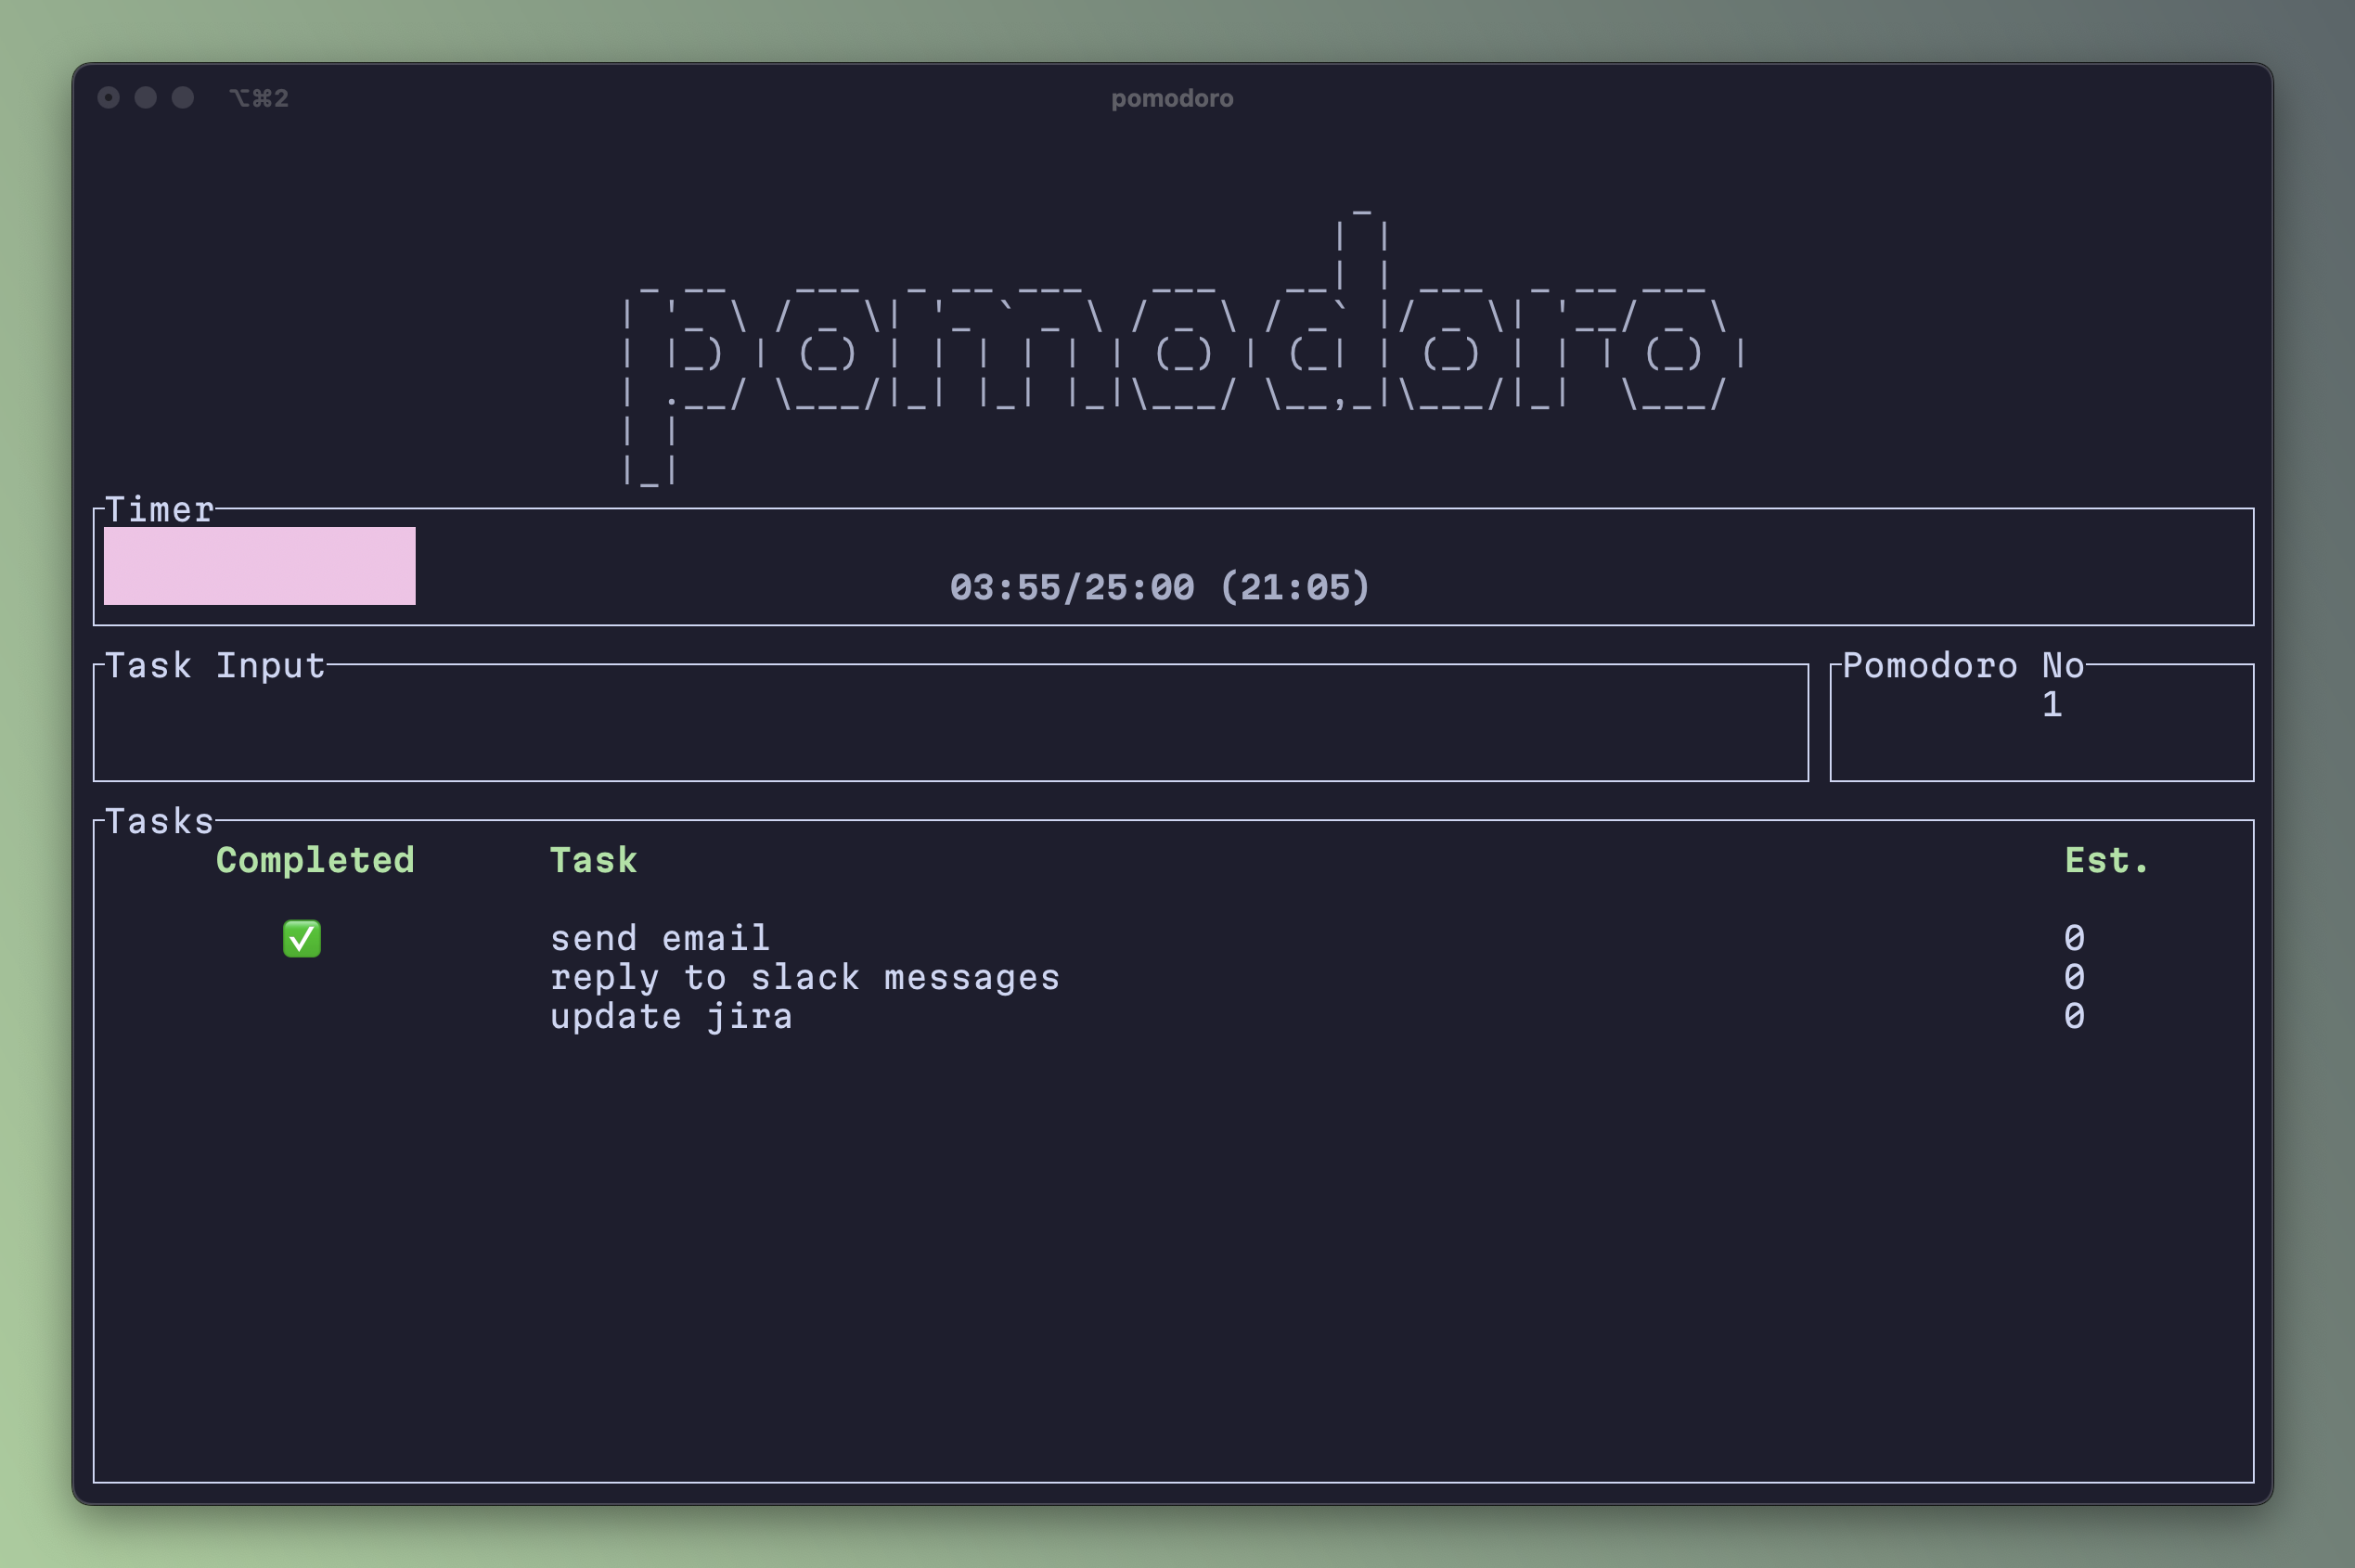 ⌥⌘2 pomodoro
pomodoro
Timer
03:55/25:00 (21:05)
Task Input
Pomodoro No
1
Tasks
Completed Task Est.
✅ send email 0
reply to slack messages 0
update jira 0